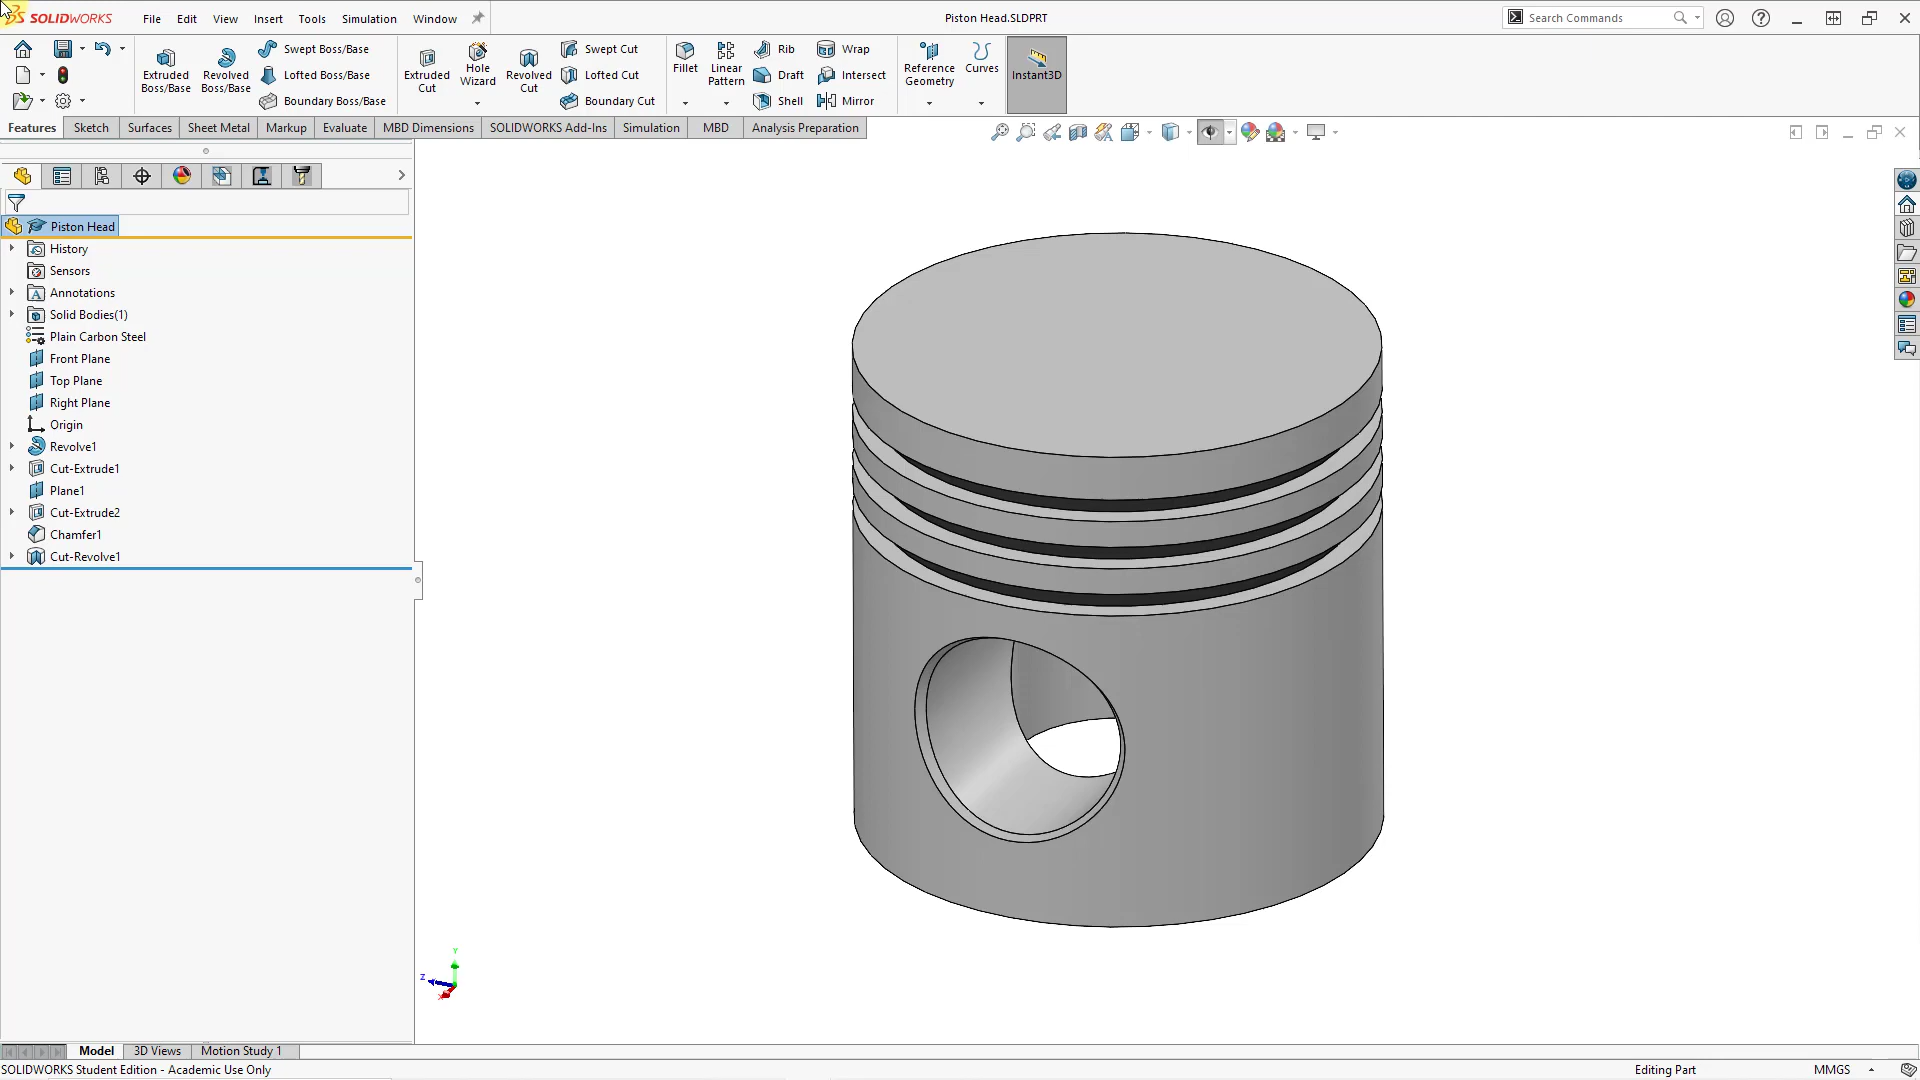 SOLIDWORKS File Edit View Insert Tools Simulation Window Piston Head.SLDPRT Search Commands
Extruded Boss/Base
Revolved Boss/Base
Swept Boss/Base
Lofted Boss/Base
Boundary Boss/Base
Extruded Cut
Hole Wizard
Revolved Cut
Swept Cut
Lofted Cut
Boundary Cut
Fillet
Linear Pattern
Rib
Draft
Shell
Wrap
Intersect
Mirror
Reference Geometry
Curves
Instant3D
Features Sketch Surfaces Sheet Metal Markup Evaluate MBD Dimensions SOLIDWORKS Add-Ins Simulation MBD Analysis Preparation
Piston Head
History
Sensors
Annotations
Solid Bodies(1)
Plain Carbon Steel
Front Plane
Top Plane
Right Plane
Origin
Revolve1
Cut-Extrude1
Plane1
Cut-Extrude2
Chamfer1
Cut-Revolve1
Y
Z
X
Model 3D Views Motion Study 1
SOLIDWORKS Student Edition - Academic Use Only Editing Part MMGS